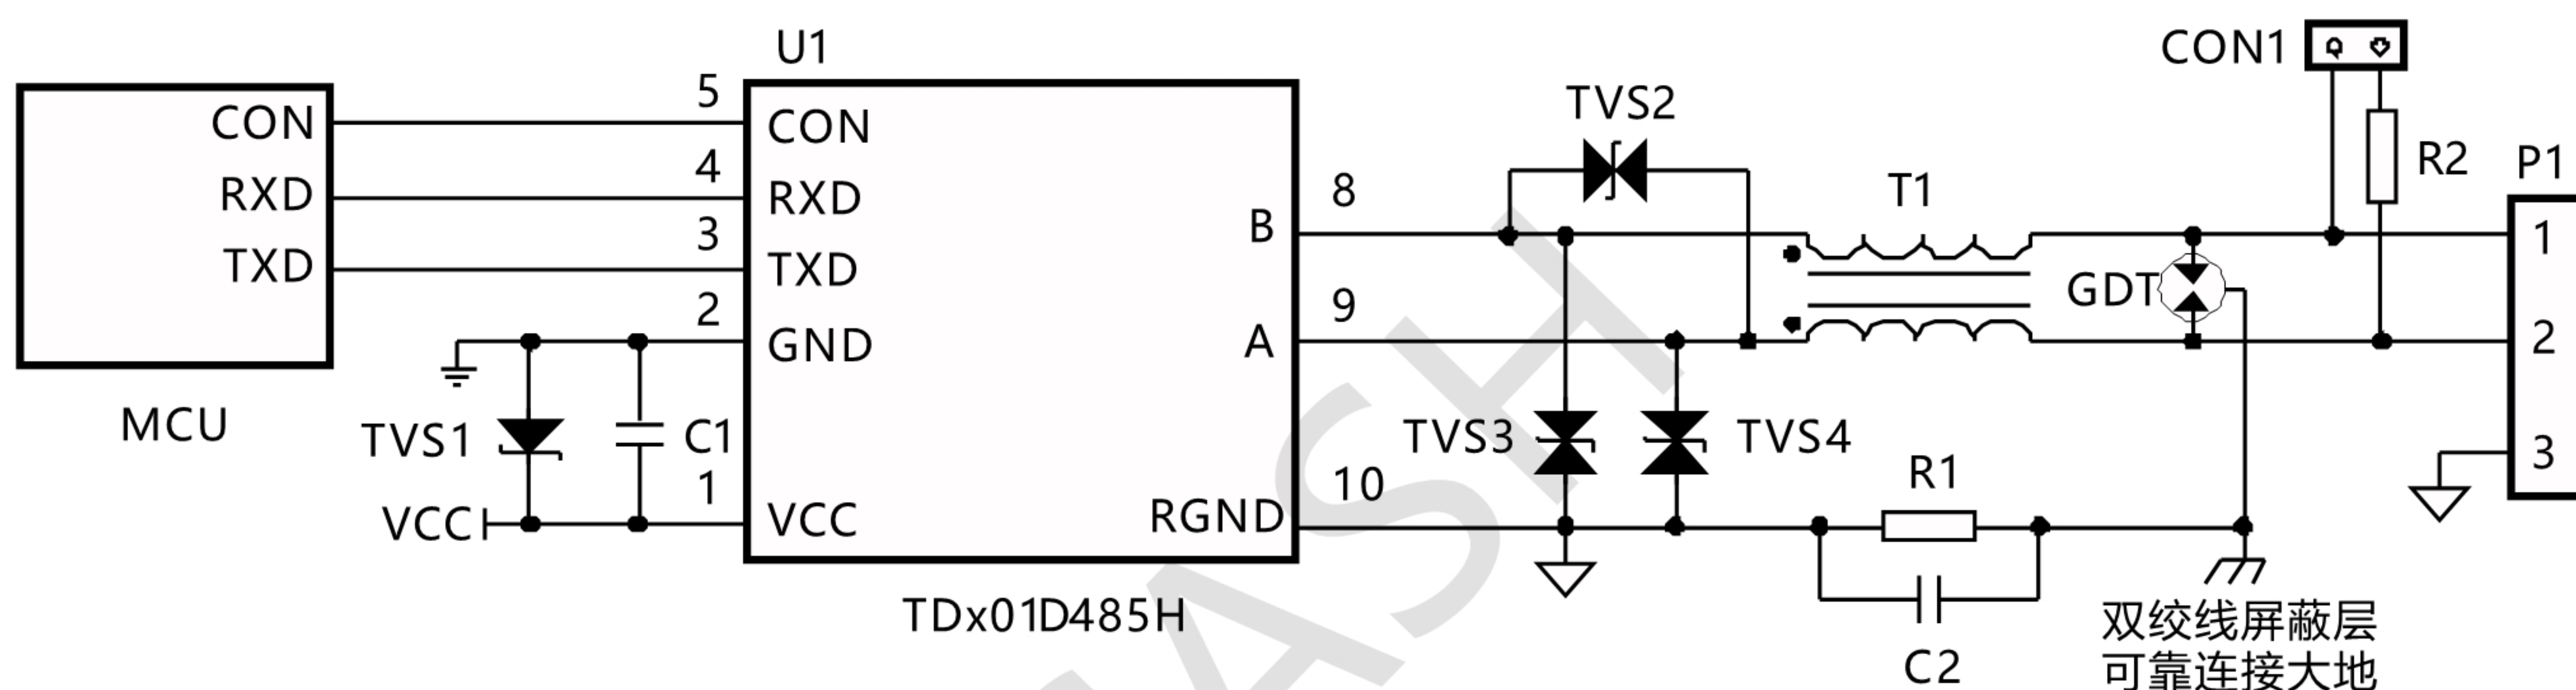 U1
CON1
MCU
CON
RXD
TXD
5
4
3
2
1
CON
RXD
TXD
GND
VCC
B
A
RGND
TDx01D485H
TVS1
C1
VCC
8
9
10
TVS2
TVS3
TVS4
T1
GDT
R1
C2
R2
P1
1
2
3
双绞线屏蔽层
可靠连接大地